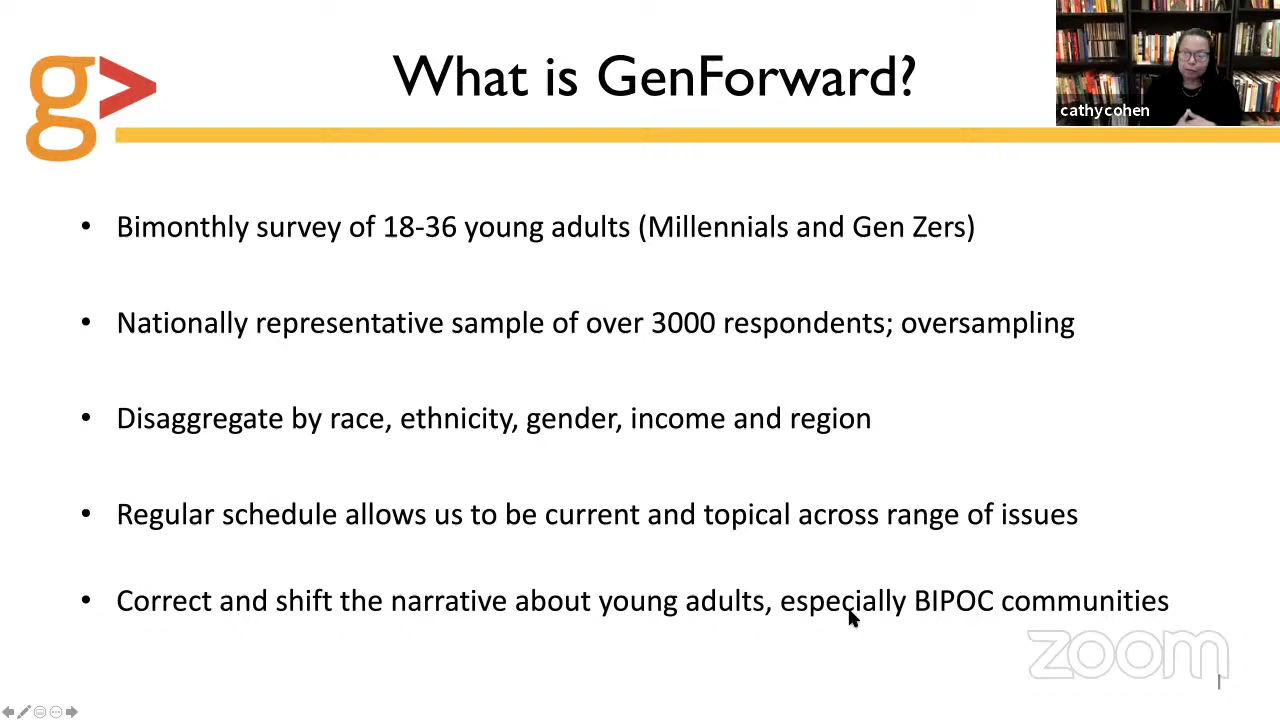 g>
What is GenForward?
cathycohen
• Bimonthly survey of 18-36 young adults (Millennials and Gen Zers)
• Nationally representative sample of over 3000 respondents; oversampling
• Disaggregate by race, ethnicity, gender, income and region
• Regular schedule allows us to be current and topical across range of issues
• Correct and shift the narrative about young adults, especially BIPOC communities
zoom